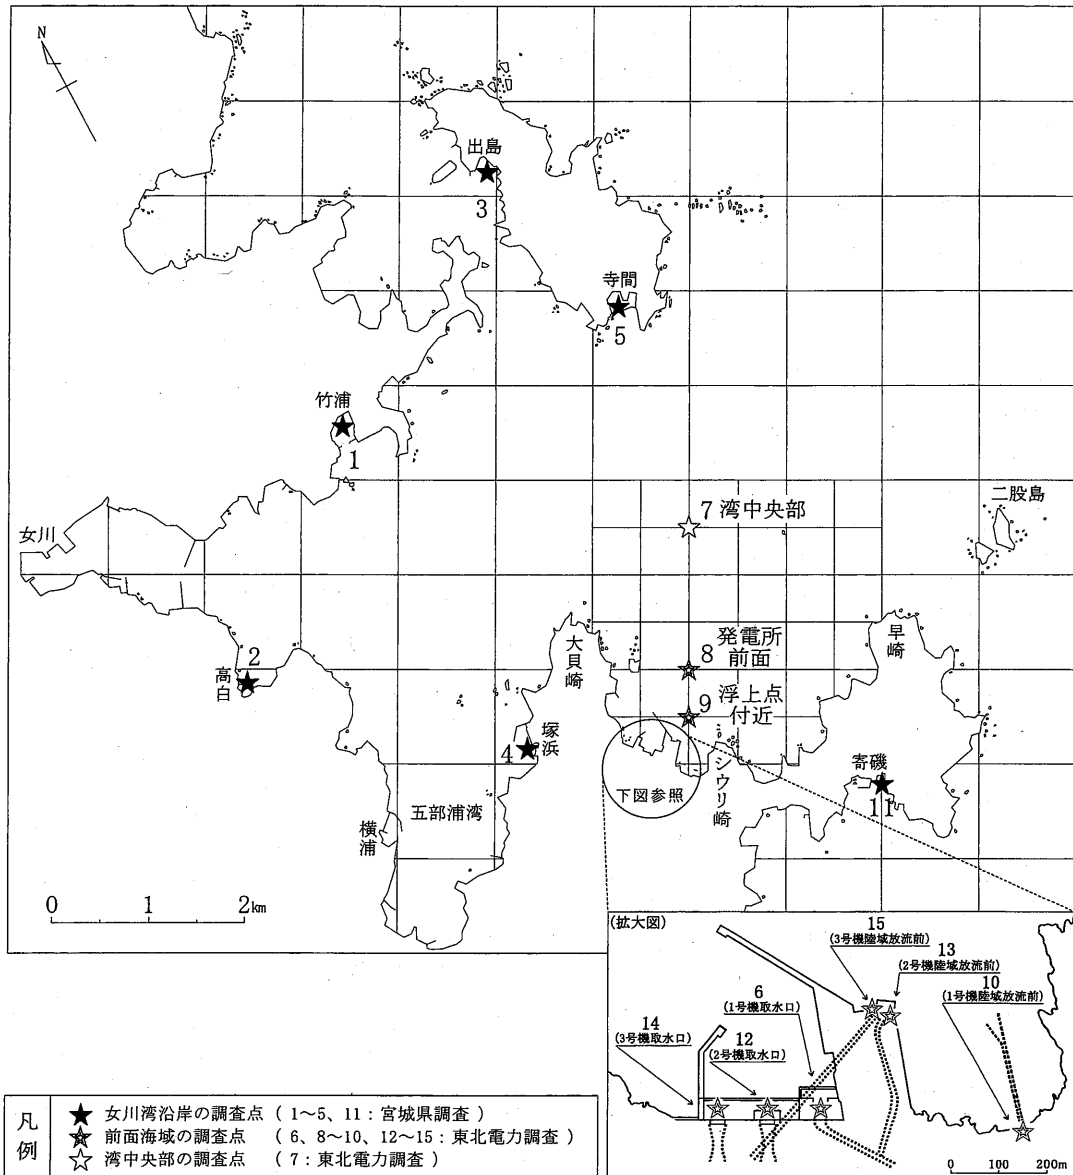 N
出島
3
寺間
5
竹浦
1
女川
7 湾中央部
二股島
2
高白
大貝崎
8 発電所前面
早崎
9 浮上点付近
4 塚浜
シウリ崎
下図参照
寄磯
11
五部浦湾
横浦
0 1 2km
(拡大図)
15
(3号機陸域放流前)
13
(2号機陸域放流前)
10
(1号機陸域放流前)
6
(1号機取水口)
14
(3号機取水口)
12
(2号機取水口)
0 100 200m
凡例
★ 女川湾沿岸の調査点 ( 1~5、11:宮城県調査 )
前面海域の調査点 ( 6、8~10、12~15:東北電力調査 )
☆ 湾中央部の調査点 ( 7:東北電力調査 )